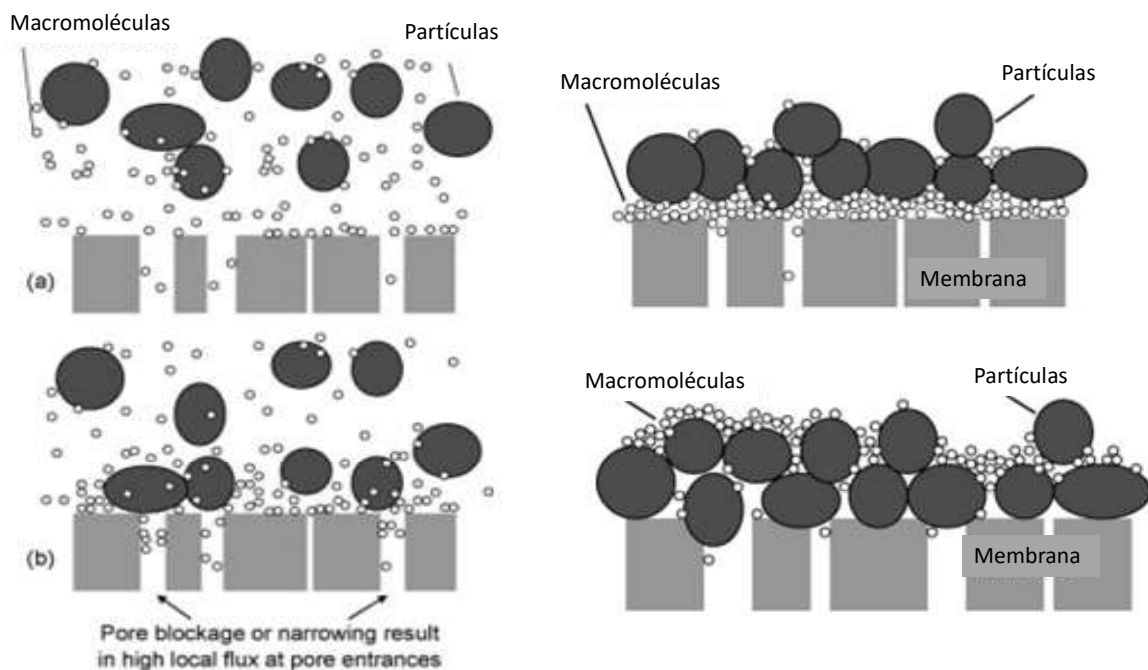 Macromoléculas
Partículas
(a)
(b)
Pore blockage or narrowing result
in high local flux at pore entrances
Macromoléculas
Partículas
Membrana
Macromoléculas
Partículas
Membrana